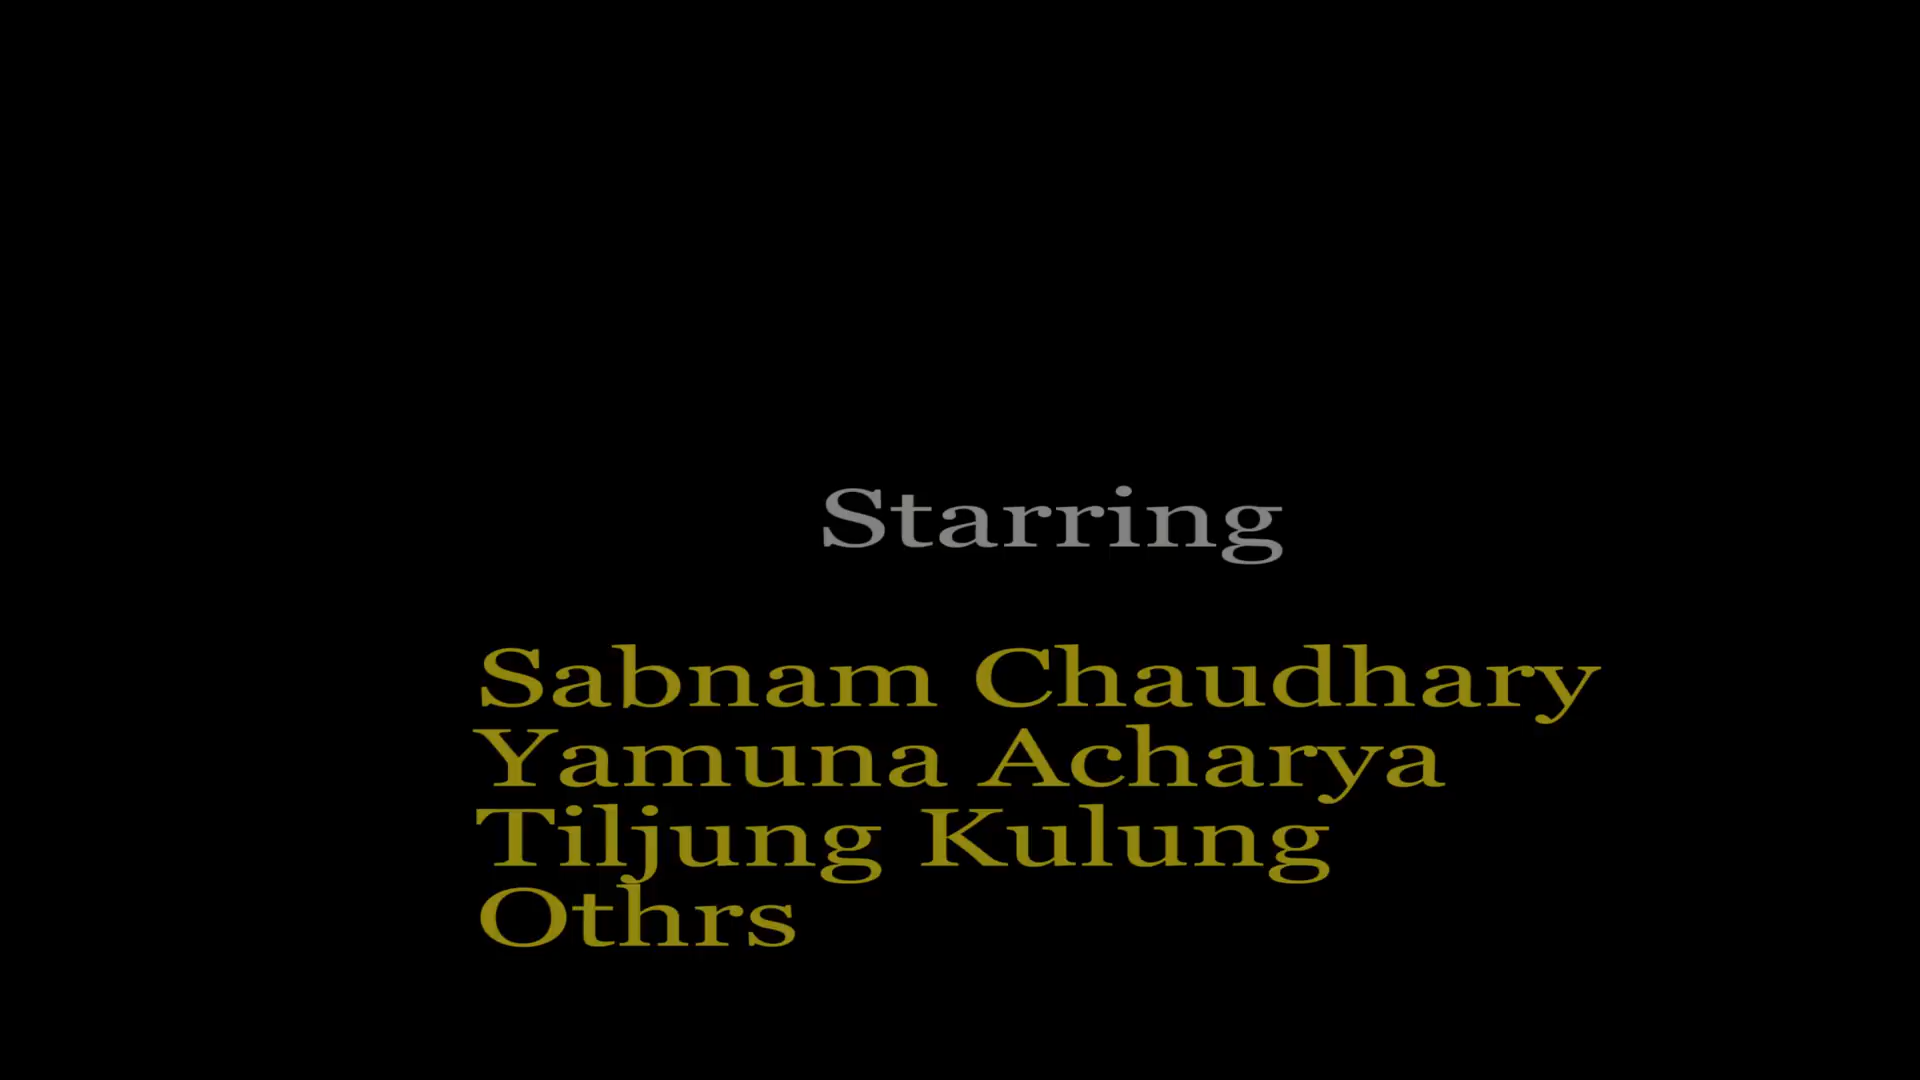 Starring
Sabnam Chaudhary
Yamuna Acharya
Tiljung Kulung
Othrs